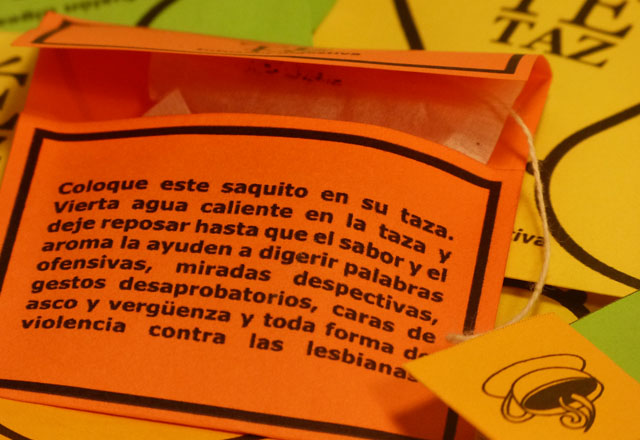 TAZ
Coloque este saquito en su taza.
Vierta agua caliente en la taza y
deje reposar hasta que el sabor y el
aroma la ayuden a digerir palabras
ofensivas, miradas despectivas,
gestos desaprobatorios, caras de
asco y vergüenza y toda forma de
violencia contra las lesbianas.